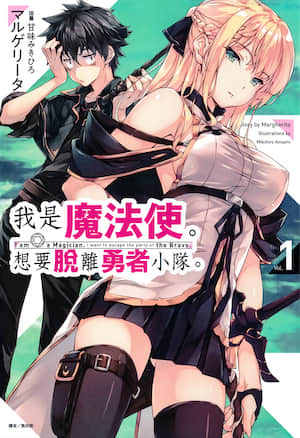 插畫 甘味みきひろ
マルゲリータ
Story by Margherita
Illustrations by
Mikihiro Amami
我是魔法使。
I am a Magician, I want to escape the party of the Brave.
想要脫離勇者小隊。
Vol.1